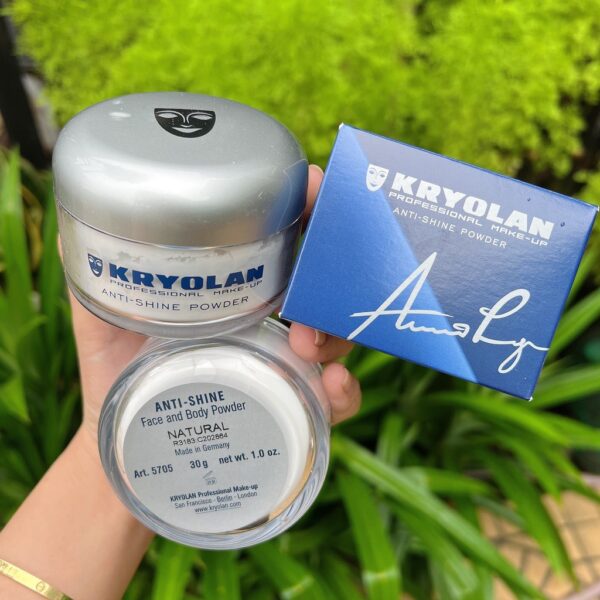 KRYOLAN
PROFESSIONAL MAKE-UP
ANTI-SHINE POWDER
KRYOLAN
PROFESSIONAL MAKE-UP
ANTI-SHINE POWDER
ANTI-SHINE
Face and Body Powder
NATURAL
R3183.C202664
Made in Germany
Art. 5705 30 g net wt. 1.0 oz.
KRYOLAN Professional Make-up
San Francisco - Berlin - London
www.kryolan.com